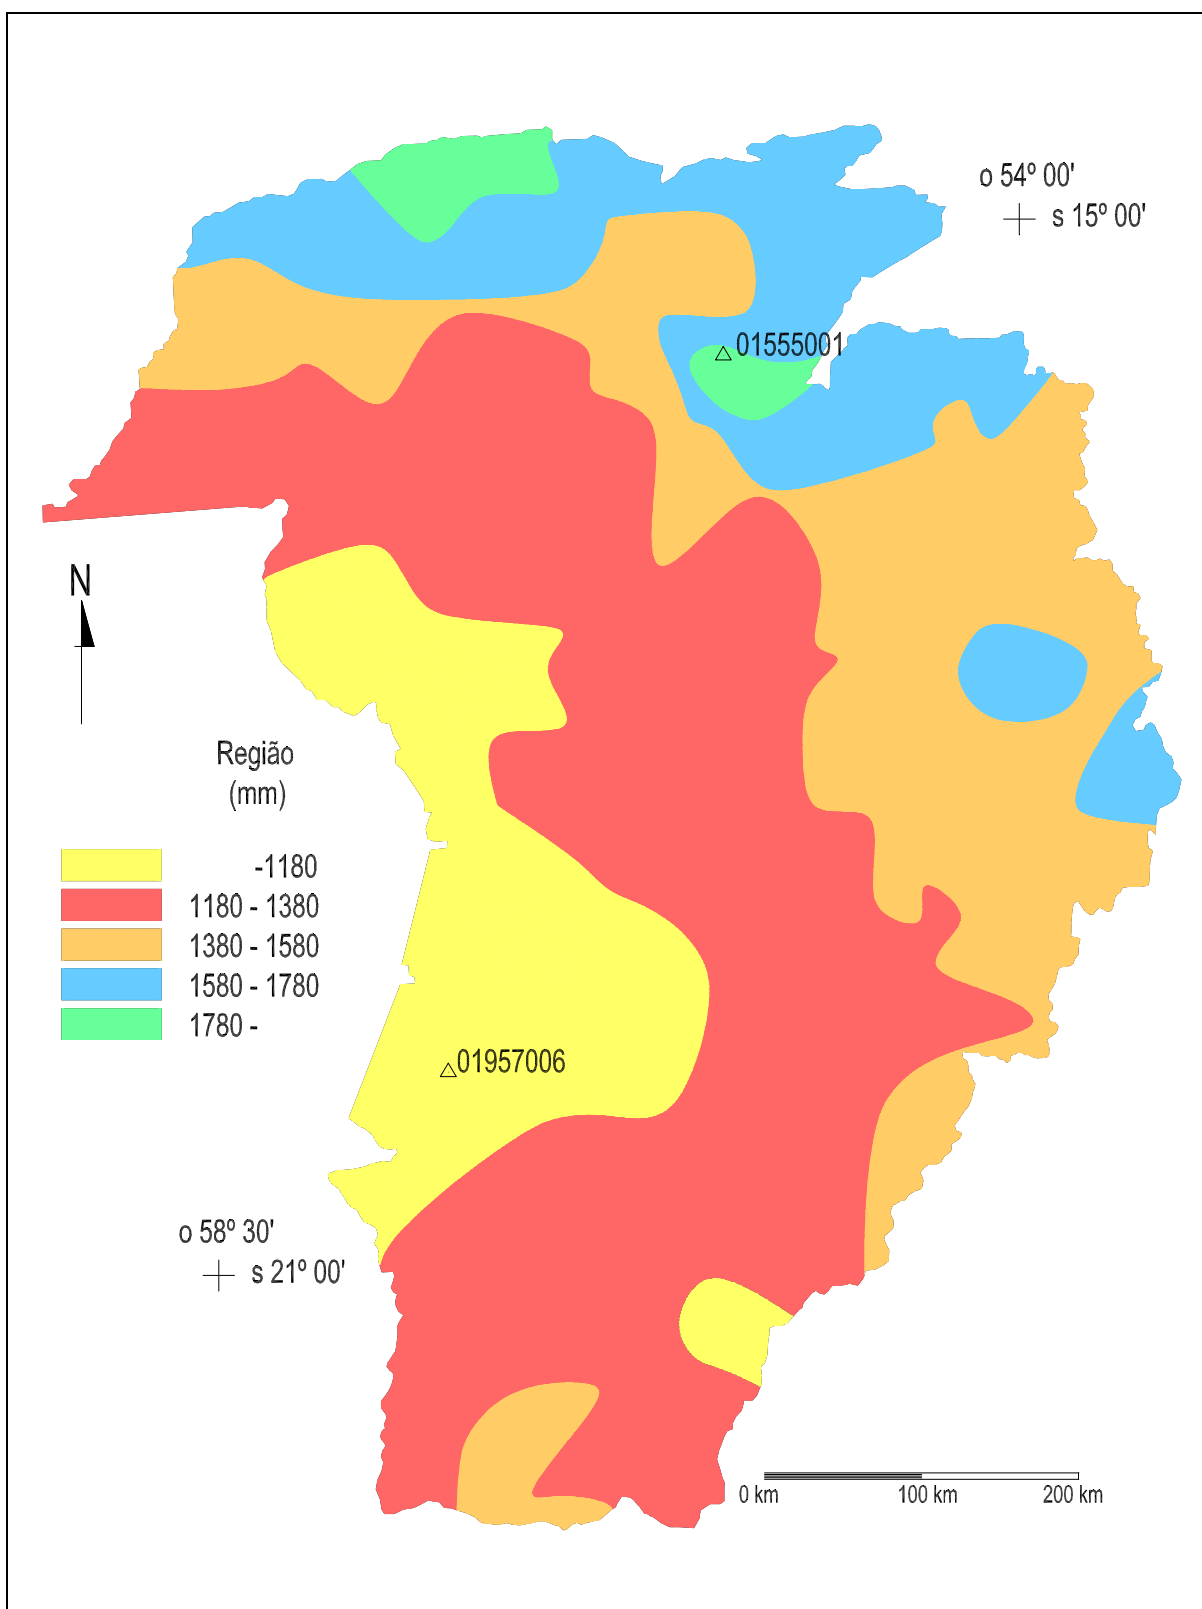 o 54º 00'
s 15º 00'
01555001
N
Região
(mm)
-1180
1180 - 1380
1380 - 1580
1580 - 1780
1780 -
01957006
o 58º 30'
s 21º 00'
0 km 100 km 200 km